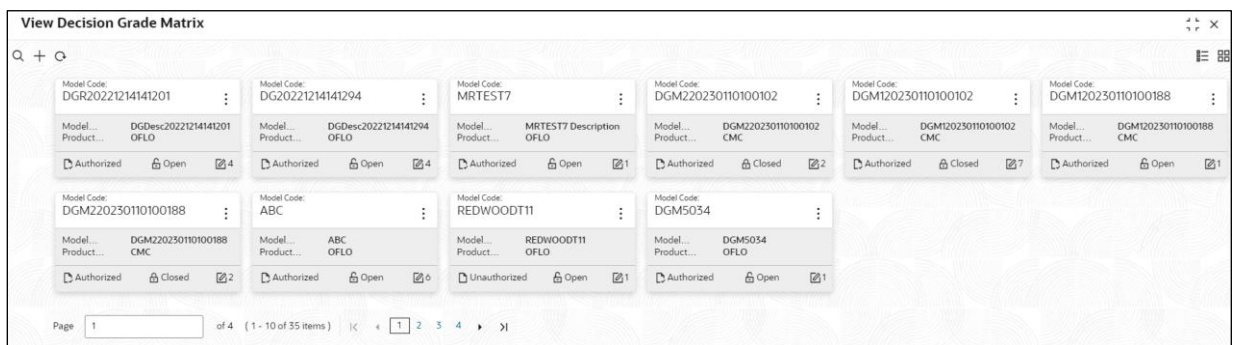 View Decision Grade Matrix
Model Code: Model Code: Model Code: Model Code: Model Code: Model Code:
DGR20221214141201 DG20221214141294 MRTEST7 DGM220230110100102 DGM120230110100102 DGM120230110100188
Model... DGDesc20221214141201 Model... DGDesc20221214141294 Model... MRTEST7 Description Model... DGM220230110100102 Model... DGM120230110100102 Model... DGM120230110100188
Product... OFLO Product... OFLO Product... OFLO Product... CMC Product... CMC Product... CMC
Authorized Open 4 Authorized Open 4 Authorized Open 1 Authorized Closed 2 Authorized Closed 7 Authorized Open 1
Model Code: Model Code: Model Code: Model Code:
DGM220230110100188 ABC REDWOODT11 DGM5034
Model... DGM220230110100188 Model... ABC Model... REDWOODT11 Model... DGM5034
Product... CMC Product... OFLO Product... OFLO Product... OFLO
Authorized Closed 2 Authorized Open 6 Unauthorized Open 1 Authorized Open 1
Page 1 of 4 (1 - 10 of 35 items) 1 2 3 4